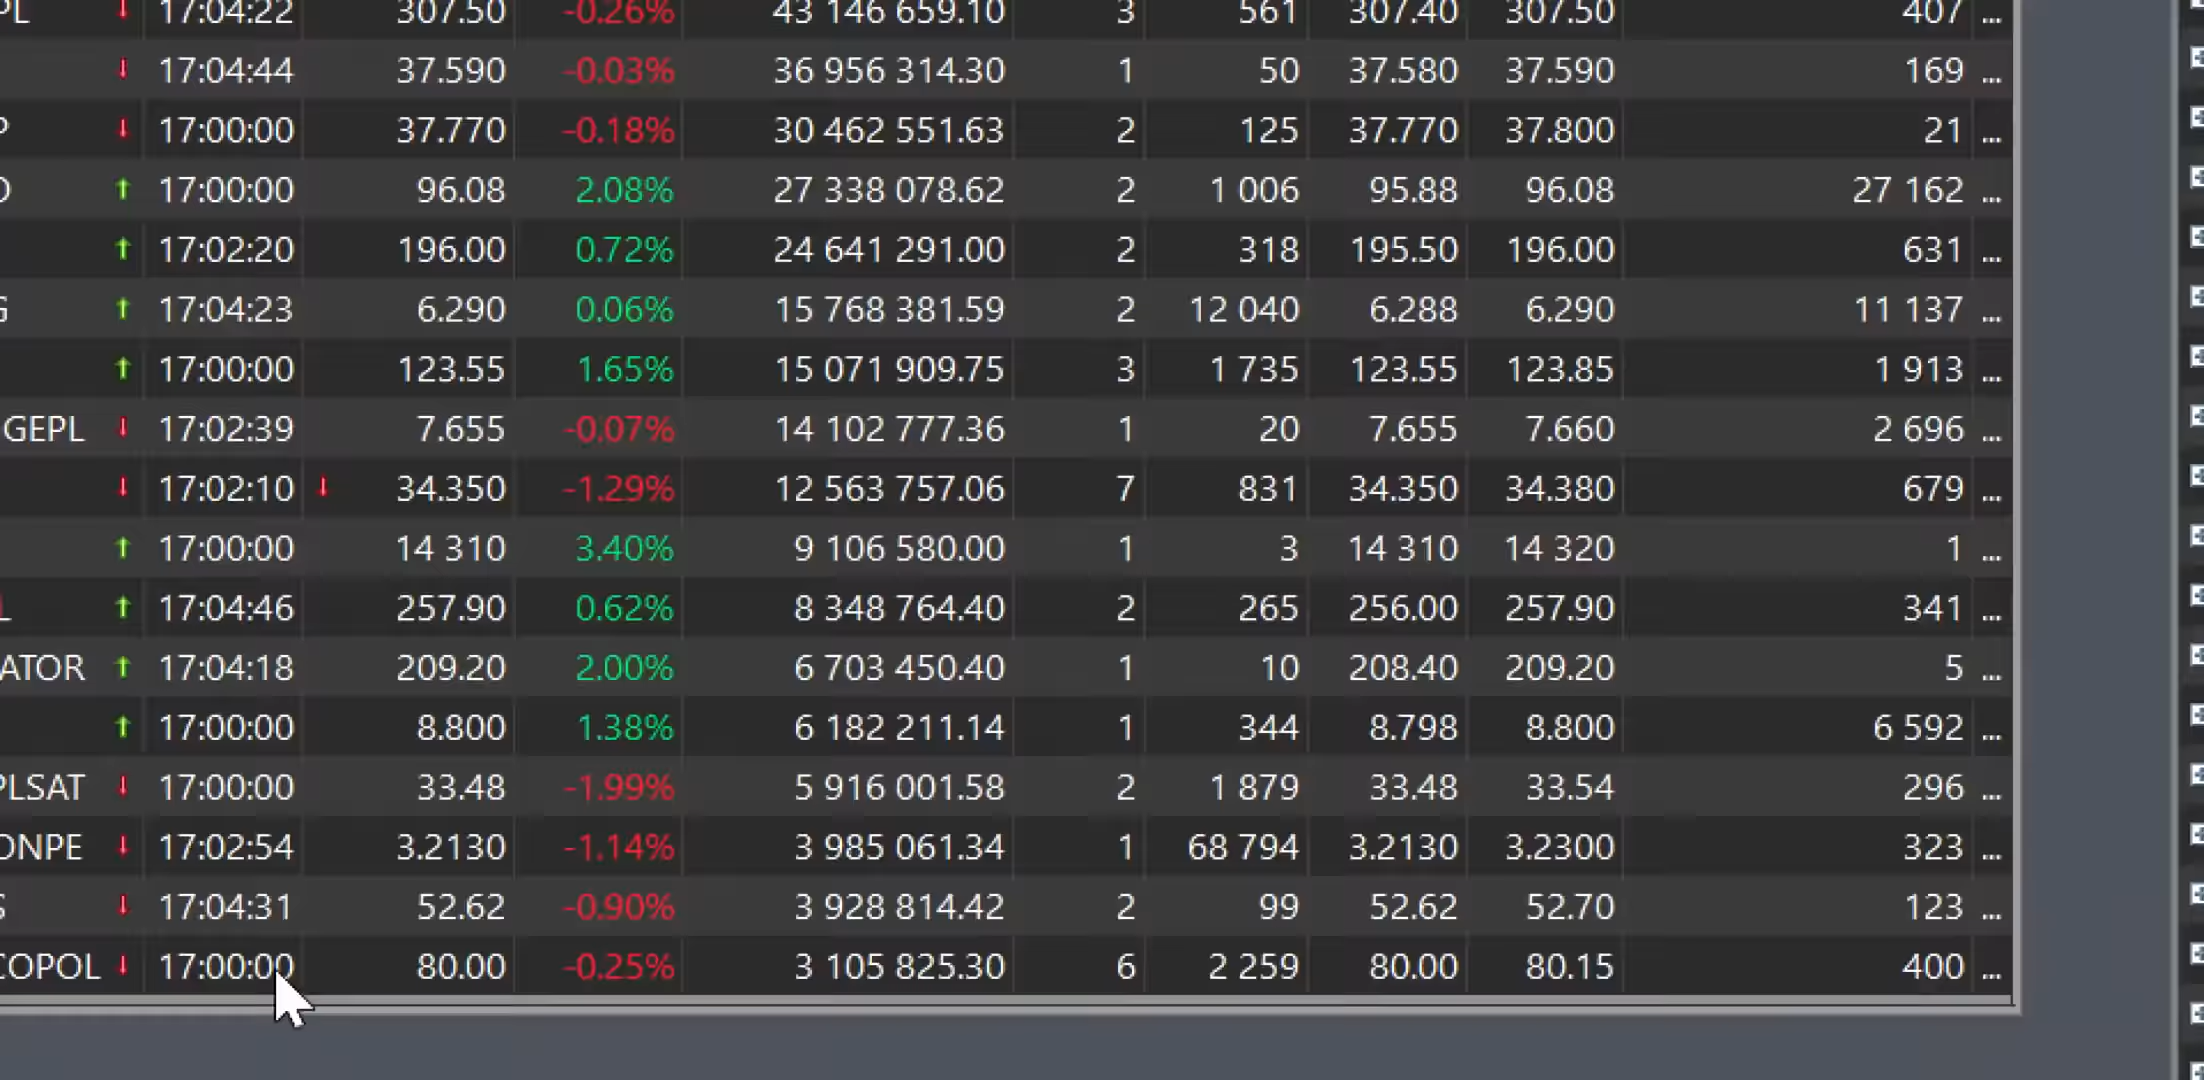 PL 17:04:22 307.50 -0.26% 43 146 659.10 3 561 307.40 307.50 407 ...
17:04:44 37.590 -0.03% 36 956 314.30 1 50 37.580 37.590 169 ...
P 17:00:00 37.770 -0.18% 30 462 551.63 2 125 37.770 37.800 21 ...
17:00:00 96.08 2.08% 27 338 078.62 2 1 006 95.88 96.08 27 162 ...
17:02:20 196.00 0.72% 24 641 291.00 2 318 195.50 196.00 631 ...
G 17:04:23 6.290 0.06% 15 768 381.59 2 12 040 6.288 6.290 11 137 ...
17:00:00 123.55 1.65% 15 071 909.75 3 1 735 123.55 123.85 1 913 ...
GEPL 17:02:39 7.655 -0.07% 14 102 777.36 1 20 7.655 7.660 2 696 ...
17:02:10 34.350 -1.29% 12 563 757.06 7 831 34.350 34.380 679 ...
17:00:00 14 310 3.40% 9 106 580.00 1 3 14 310 14 320 1 ...
L 17:04:46 257.90 0.62% 8 348 764.40 2 265 256.00 257.90 341 ...
ATOR 17:04:18 209.20 2.00% 6 703 450.40 1 10 208.40 209.20 5 ...
17:00:00 8.800 1.38% 6 182 211.14 1 344 8.798 8.800 6 592 ...
PLSAT 17:00:00 33.48 -1.99% 5 916 001.58 2 1 879 33.48 33.54 296 ...
ONPE 17:02:54 3.2130 -1.14% 3 985 061.34 1 68 794 3.2130 3.2300 323 ...
S 17:04:31 52.62 -0.90% 3 928 814.42 2 99 52.62 52.70 123 ...
COPOL 17:00:00 80.00 -0.25% 3 105 825.30 6 2 259 80.00 80.15 400 ...